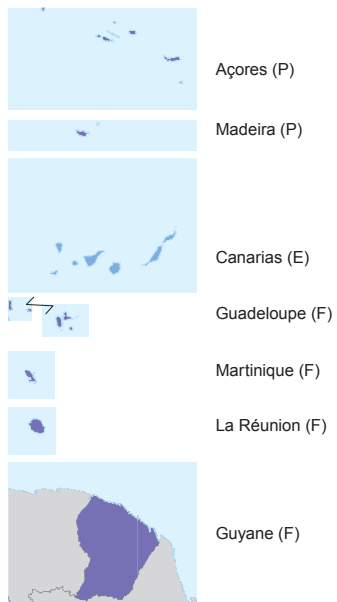 Açores (P)
Madeira (P)
Canarias (E)
Guadeloupe (F)
Martinique (F)
La Réunion (F)
Guyane (F)